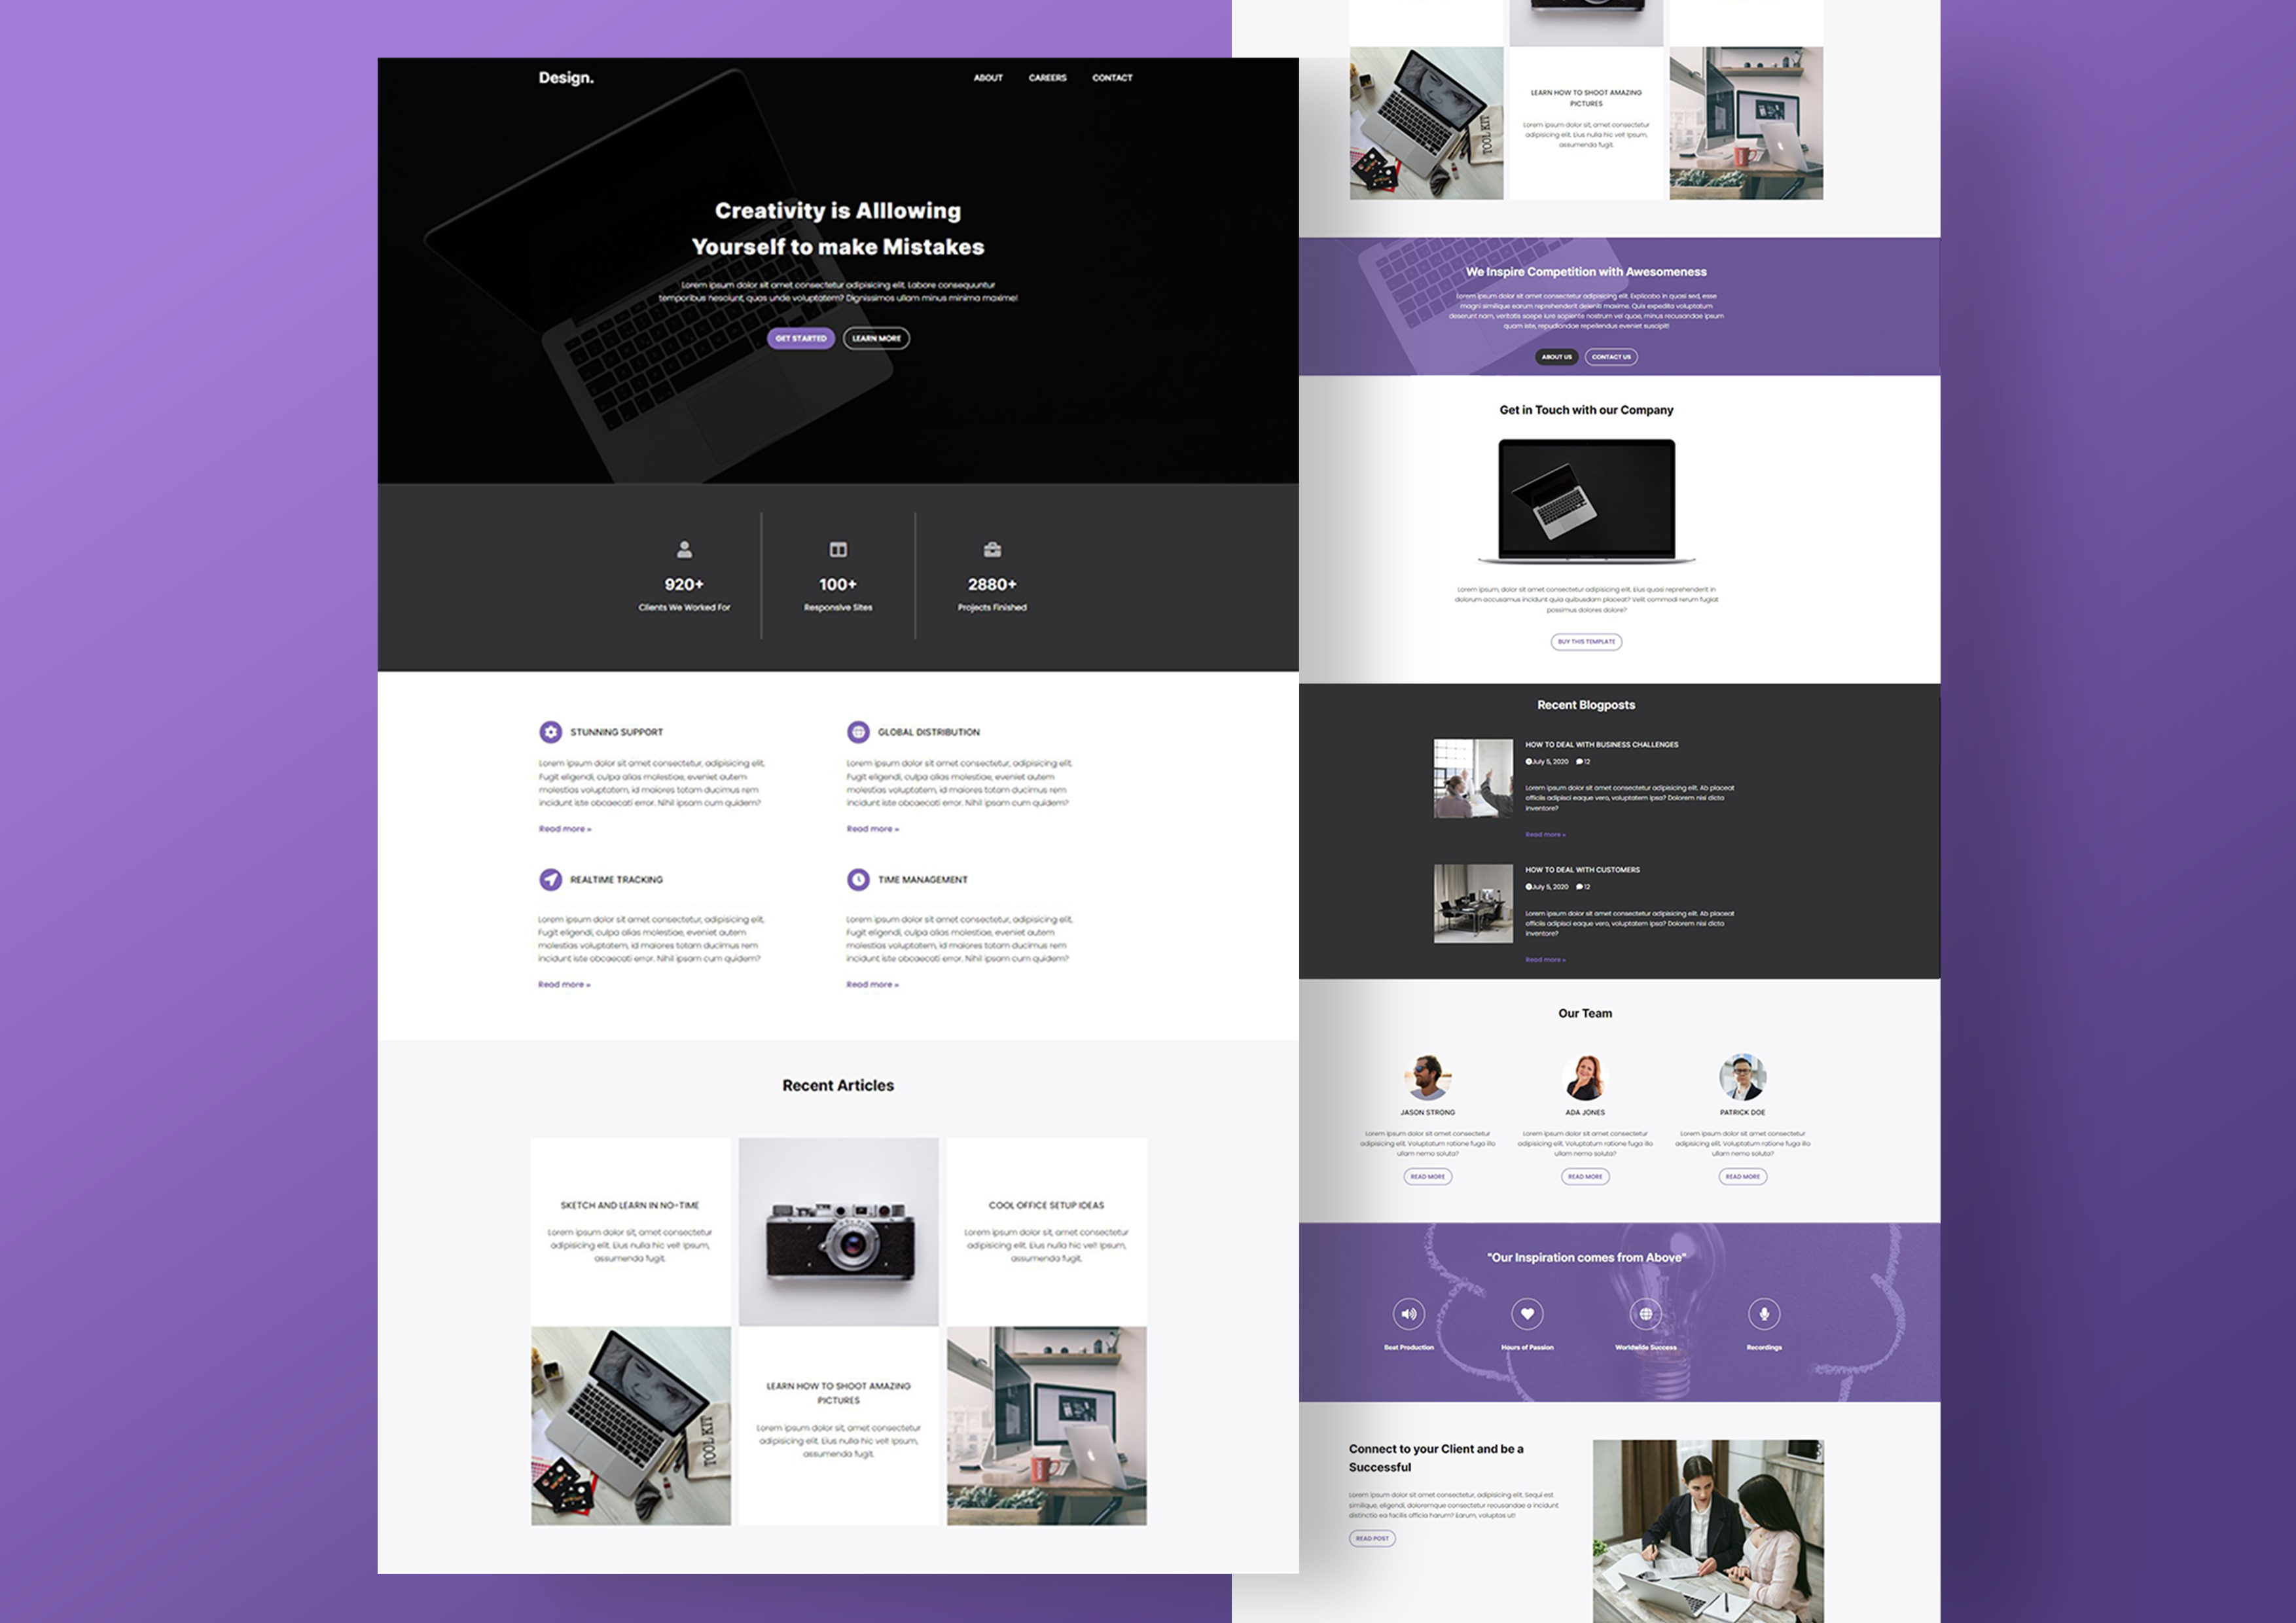 Design.
ABOUT CAREERS CONTACT
Creativity is Alllowing
Yourself to make Mistakes
Lorem ipsum dolor sit amet consectetur adipisicing elit. Labore consequuntur
temporibus nesciunt, quas unde voluptatem? Dignissimos ullam minus minima maxime!
GET STARTED LEARN MORE
920+ 100+ 2880+
Clients We Worked For Responsive Sites Projects Finished
STUNNING SUPPORT
Lorem ipsum dolor sit amet consectetur, adipisicing elit.
Fugit eligendi, culpa alias molestiae, eveniet autem
molestias voluptatem, id maiores totam ducimus rem
incidunt iste obcaecati error. Nihil ipsam cum quidem?
Read more »
GLOBAL DISTRIBUTION
Lorem ipsum dolor sit amet consectetur, adipisicing elit.
Fugit eligendi, culpa alias molestiae, eveniet autem
molestias voluptatem, id maiores totam ducimus rem
incidunt iste obcaecati error. Nihil ipsam cum quidem?
Read more »
REALTIME TRACKING
Lorem ipsum dolor sit amet consectetur, adipisicing elit.
Fugit eligendi, culpa alias molestiae, eveniet autem
molestias voluptatem, id maiores totam ducimus rem
incidunt iste obcaecati error. Nihil ipsam cum quidem?
Read more »
TIME MANAGEMENT
Lorem ipsum dolor sit amet consectetur, adipisicing elit.
Fugit eligendi, culpa alias molestiae, eveniet autem
molestias voluptatem, id maiores totam ducimus rem
incidunt iste obcaecati error. Nihil ipsam cum quidem?
Read more »
Recent Articles
SKETCH AND LEARN IN NO-TIME
Lorem ipsum dolor sit, amet consectetur
adipisicing elit. Eius nulla hic vel! Ipsum,
assumenda fugit.
COOL OFFICE SETUP IDEAS
Lorem ipsum dolor sit, amet consectetur
adipisicing elit. Eius nulla hic vel! Ipsum,
assumenda fugit.
TOOL KIT
LEARN HOW TO SHOOT AMAZING
PICTURES
Lorem ipsum dolor sit, amet consectetur
adipisicing elit. Eius nulla hic vel! Ipsum,
assumenda fugit.
TOOL KIT
LEARN HOW TO SHOOT AMAZING
PICTURES
Lorem ipsum dolor sit, amet consectetur
adipisicing elit. Eius nulla hic vel! Ipsum,
assumenda fugit.
We Inspire Competition with Awesomeness
Lorem ipsum dolor sit amet consectetur adipisicing elit. Explicabo in quasi sed, esse
magni similique earum reprehenderit deleniti maxime. Quis expedita voluptatum
deserunt nam, veritatis saepe iure sapiente nostrum vel quae, minus recusandae ipsum
quam iste, repudiandae repellendus eveniet suscipit!
ABOUT US CONTACT US
Get in Touch with our Company
Lorem ipsum, dolor sit amet consectetur adipisicing elit. Eius quasi reprehenderit in
dolorum accusamus incidunt quia quibusdam placeat? Velit commodi rerum fugiat
possimus dolores dolore?
BUY THIS TEMPLATE
Recent Blogposts
HOW TO DEAL WITH BUSINESS CHALLENGES
July 5, 2020 12
Lorem ipsum dolor sit amet consectetur adipisicing elit. Ab placeat
officiis adipisci eaque vero, voluptatem ipsa? Dolorem nisi dicta
inventore?
Read more »
HOW TO DEAL WITH CUSTOMERS
July 5, 2020 12
Lorem ipsum dolor sit amet consectetur adipisicing elit. Ab placeat
officiis adipisci eaque vero, voluptatem ipsa? Dolorem nisi dicta
inventore?
Read more »
Our Team
JASON STRONG
Lorem ipsum dolor sit amet consectetur
adipisicing elit. Voluptatum ratione fuga illo
ullam nemo soluta?
READ MORE
ADA JONES
Lorem ipsum dolor sit amet consectetur
adipisicing elit. Voluptatum ratione fuga illo
ullam nemo soluta?
READ MORE
PATRICK DOE
Lorem ipsum dolor sit amet consectetur
adipisicing elit. Voluptatum ratione fuga illo
ullam nemo soluta?
READ MORE
"Our Inspiration comes from Above"
Beat Production Hours of Passion Worldwide Success Recordings
Connect to your Client and be a
Successful
Lorem ipsum dolor sit amet consectetur, adipisicing elit. Sequi est
similique, eligendi, doloremque consectetur recusandae a incidunt
distinctio ea facilis officia harum? Earum, voluptas ut!
READ POST